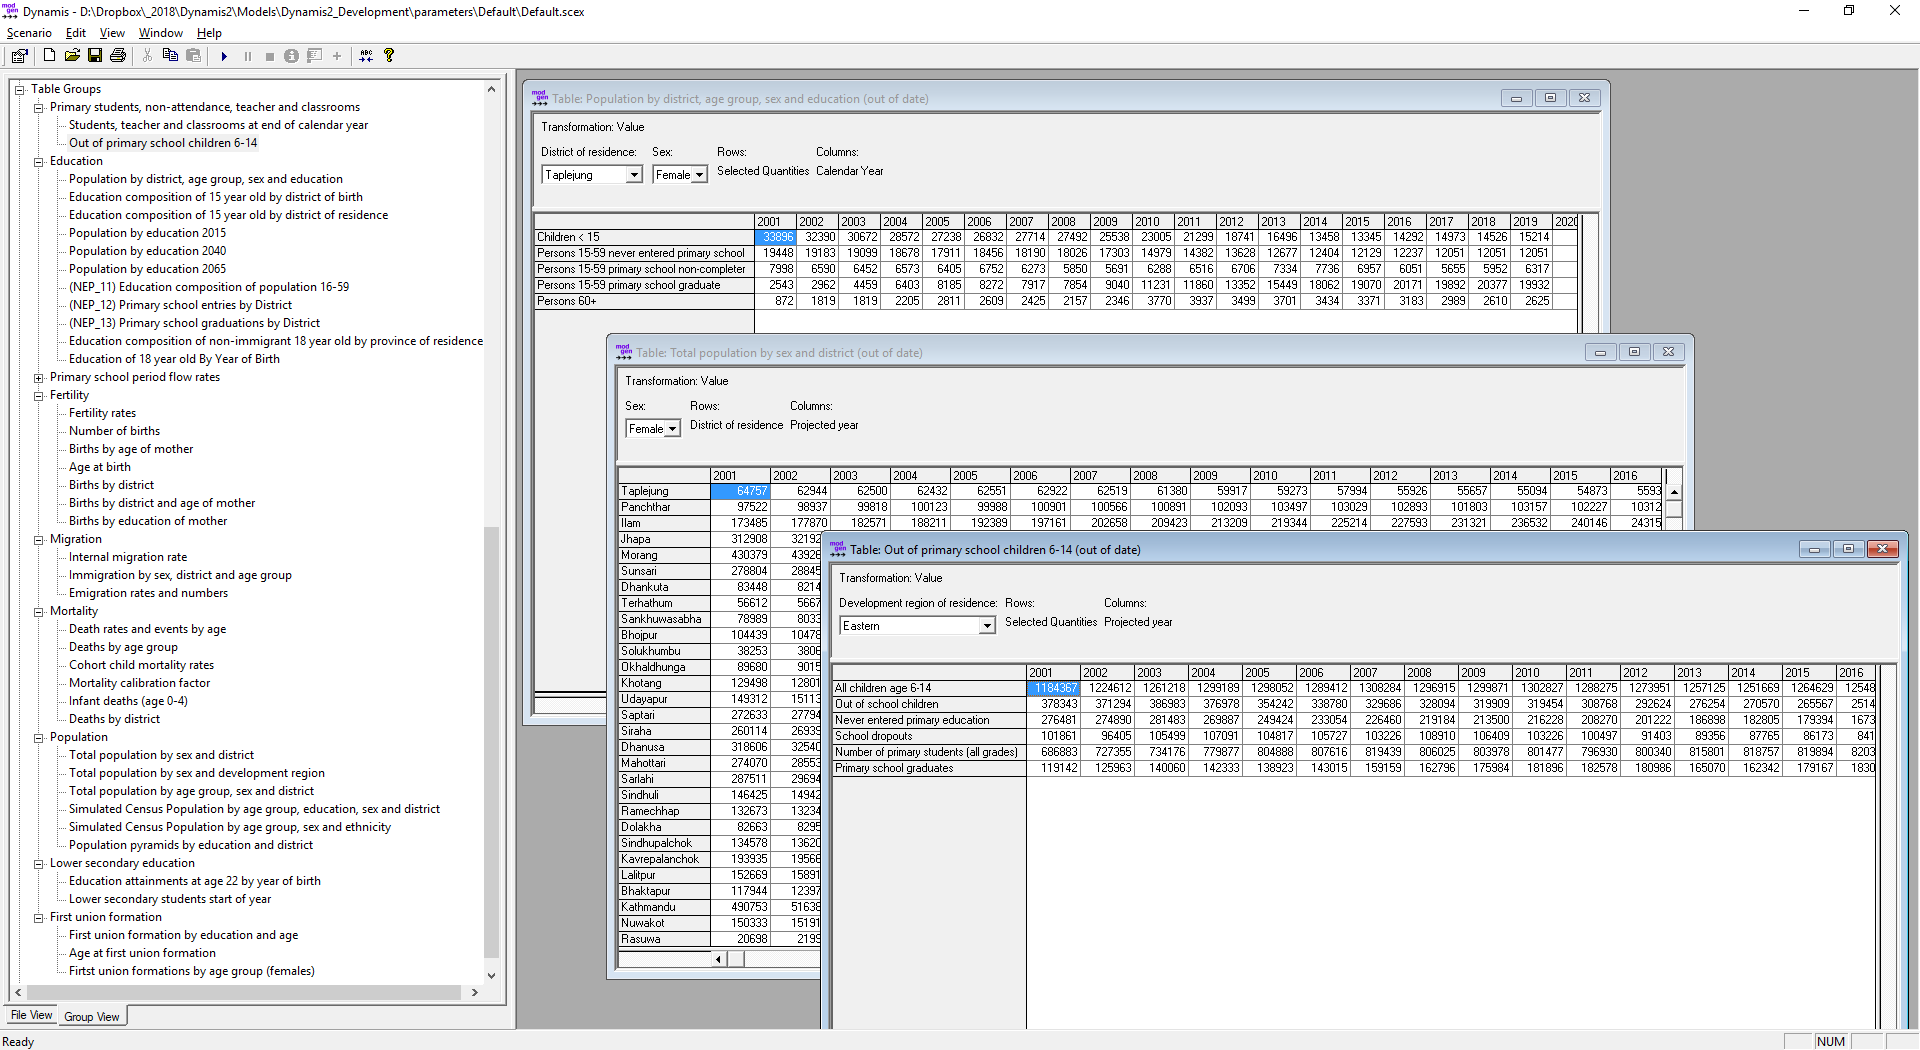 Dynamis - D:\Dropbox\_2018\Dynamis2\Models\Dynamis2_Development\parameters\Default\Default.scex
Scenario Edit View Window Help
Table Groups
Primary students, non-attendance, teacher and classrooms
Students, teacher and classrooms at end of calendar year
Out of primary school children 6-14
Education
Population by district, age group, sex and education
Education composition of 15 year old by district of birth
Education composition of 15 year old by district of residence
Population by education 2015
Population by education 2040
Population by education 2065
(NEP_11) Education composition of population 16-59
(NEP_12) Primary school entries by District
(NEP_13) Primary school graduations by District
Education composition of non-immigrant 18 year old by province of residence
Education of 18 year old By Year of Birth
Primary school period flow rates
Fertility
Fertility rates
Number of births
Births by age of mother
Age at birth
Births by district
Births by district and age of mother
Births by education of mother
Migration
Internal migration rate
Immigration by sex, district and age group
Emigration rates and numbers
Mortality
Death rates and events by age
Deaths by age group
Cohort child mortality rates
Mortality calibration factor
Infant deaths (age 0-4)
Deaths by district
Population
Total population by sex and district
Total population by sex and development region
Total population by age group, sex and district
Simulated Census Population by age group, education, sex and district
Simulated Census Population by age group, sex and ethnicity
Population pyramids by education and district
Lower secondary education
Education attainments at age 22 by year of birth
Lower secondary students start of year
First union formation
First union formation by education and age
Age at first union formation
Firtst union formations by age group (females)
File View Group View
Ready
NUM
Table: Population by district, age group, sex and education (out of date)
Transformation: Value
District of residence: Sex: Rows: Columns:
Taplejung Female Selected Quantities Calendar Year
2001 2002 2003 2004 2005 2006 2007 2008 2009 2010 2011 2012 2013 2014 2015 2016 2017 2018 2019 2020
Children < 15 33896 32390 30672 28572 27238 26832 27714 27492 25538 23005 21299 18741 16496 13458 13345 14292 14973 14526 15214
Persons 15-59 never entered primary school 19448 19183 19099 18678 17911 18456 18190 18026 17303 14979 14382 13628 12677 12404 12129 12237 12051 12051 12051
Persons 15-59 primary school non-completer 7998 6590 6452 6573 6405 6752 6273 5850 5691 6288 6516 6706 7334 7736 6957 6051 5655 5952 6317
Persons 15-59 primary school graduate 2543 2962 4459 6403 8185 8272 7917 7854 9040 11231 11860 13352 15449 18062 19070 20171 19892 20377 19932
Persons 60+ 872 1819 1819 2205 2811 2609 2425 2157 2346 3770 3937 3499 3701 3434 3371 3183 2989 2610 2625
Table: Total population by sex and district (out of date)
Transformation: Value
Sex: Rows: Columns:
Female District of residence Projected year
2001 2002 2003 2004 2005 2006 2007 2008 2009 2010 2011 2012 2013 2014 2015 2016
Taplejung 64757 62944 62500 62432 62551 62922 62519 61380 59917 59273 57994 55926 55657 55094 54873 5593
Panchthar 97522 98937 99818 100123 99988 100901 100566 100891 102093 103497 103029 102893 101803 103157 102227 10312
Ilam 173485 177870 182571 188211 192389 197161 202658 209423 213209 219344 225214 227593 231321 236532 240146 24315
Jhapa 312908 32192
Morang 430379 43926
Sunsari 278804 28845
Dhankuta 83448 8214
Terhathum 56612 5667
Sankhuwasabha 78989 8033
Bhojpur 104439 10478
Solukhumbu 38253 3806
Okhaldhunga 89680 9015
Khotang 129498 12801
Udayapur 149312 15113
Saptari 272633 27794
Siraha 260114 26939
Dhanusa 318606 32540
Mahottari 274070 28553
Sarlahi 287511 29694
Sindhuli 146425 14942
Ramechhap 132673 13234
Dolakha 82663 8295
Sindhupalchok 134578 13620
Kavrepalanchok 193935 19566
Lalitpur 152669 15891
Bhaktapur 117944 12397
Kathmandu 490753 51638
Nuwakot 150333 15191
Rasuwa 20698 2199
Table: Out of primary school children 6-14 (out of date)
Transformation: Value
Development region of residence: Rows: Columns:
Eastern Selected Quantities Projected year
2001 2002 2003 2004 2005 2006 2007 2008 2009 2010 2011 2012 2013 2014 2015 2016
All children age 6-14 1184367 1224612 1261218 1299189 1298052 1289412 1308284 1296915 1299871 1302827 1288275 1273951 1257125 1251669 1264629 12548
Out of school children 378343 371294 386983 376978 354242 338780 329686 328094 319909 319454 308768 292624 276254 270570 265567 2514
Never entered primary education 276481 274890 281483 269887 249424 233054 226460 219184 213500 216228 208270 201222 186898 182805 179394 1673
School dropouts 101861 96405 105499 107091 104817 105727 103226 108910 106409 103226 100497 91403 89356 87765 86173 841
Number of primary students (all grades) 686883 727355 734176 779877 804888 807616 819439 806025 803978 801477 796930 800340 815801 818757 819894 8203
Primary school graduates 119142 125963 140060 142333 138923 143015 159159 162796 175984 181896 182578 180986 165070 162342 179167 1830